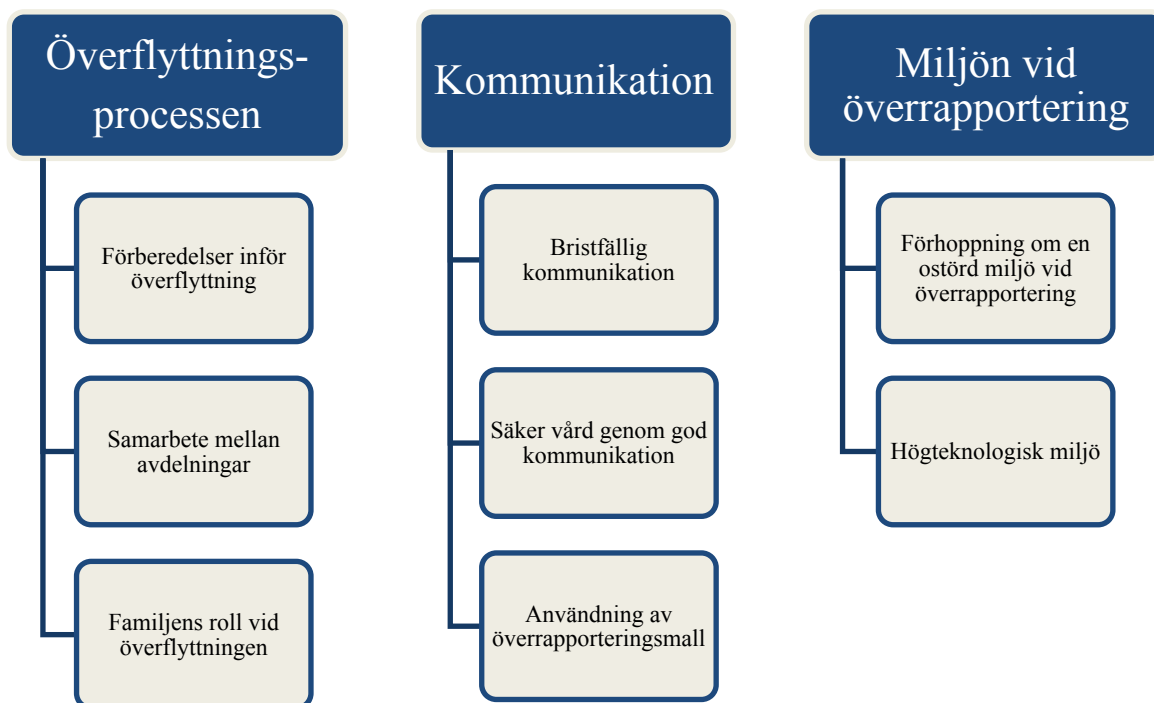 Överflyttnings-
processen
Förberedelser inför
överflyttning
Samarbete mellan
avdelningar
Familjens roll vid
överflyttningen
Kommunikation
Bristfällig
kommunikation
Säker vård genom god
kommunikation
Användning av
överrapporteringsmall
Miljön vid
överrapportering
Förhoppning om en
ostörd miljö vid
överrapportering
Högteknologisk miljö